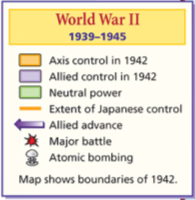 World War II
1939–1945
Axis control in 1942
Allied control in 1942
Neutral power
Extent of Japanese control
Allied advance
Major battle
Atomic bombing
Map shows boundaries of 1942.